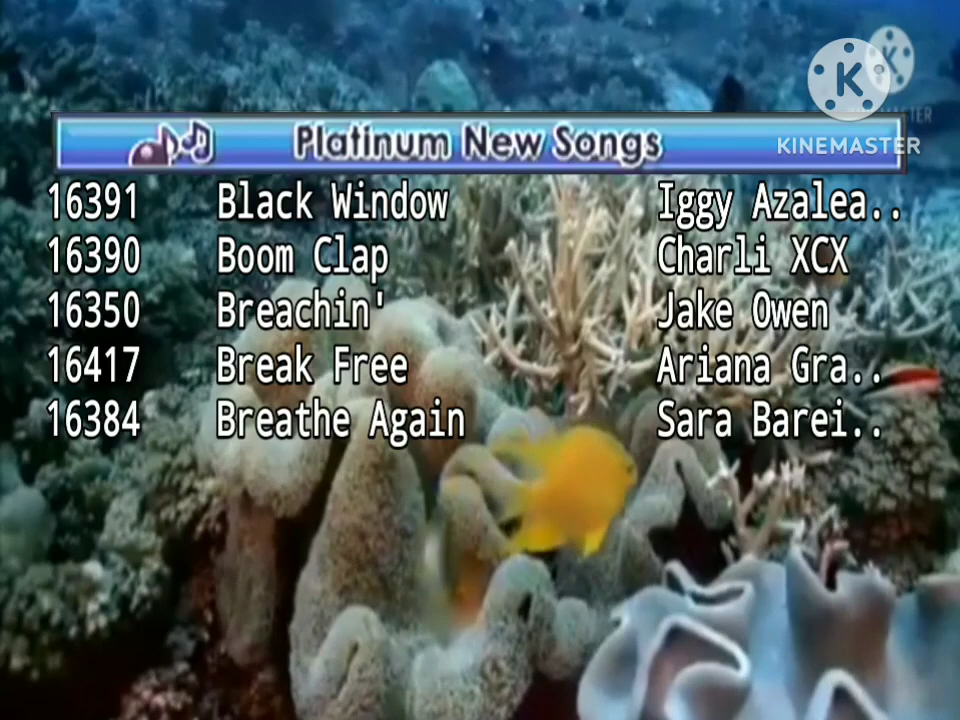 Platinum New Songs
K
KINEMASTER
16391 Black Window Iggy Azalea..
16390 Boom Clap Charli XCX
16350 Breachin' Jake Owen
16417 Break Free Ariana Gra..
16384 Breathe Again Sara Barei..